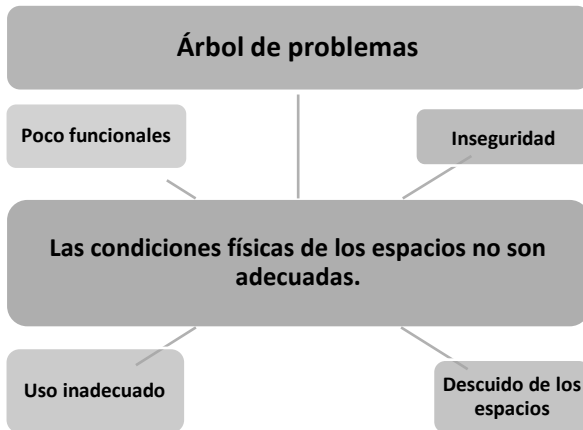 Árbol de problemas
Poco funcionales
Inseguridad
Las condiciones físicas de los espacios no son
adecuadas.
Uso inadecuado
Descuido de los
espacios